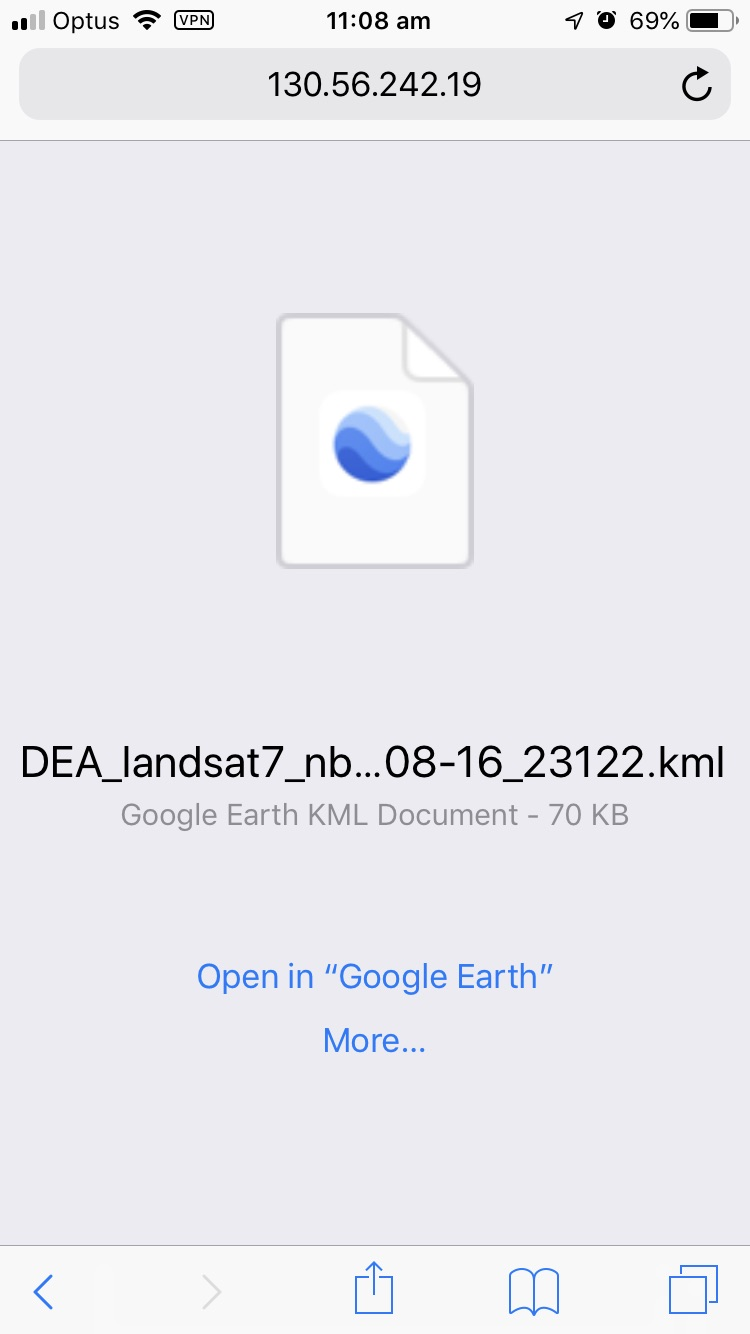 Optus VPN 11:08 am 69%
130.56.242.19
DEA_landsat7_nb...08-16_23122.kml
Google Earth KML Document - 70 KB
Open in “Google Earth”
More...